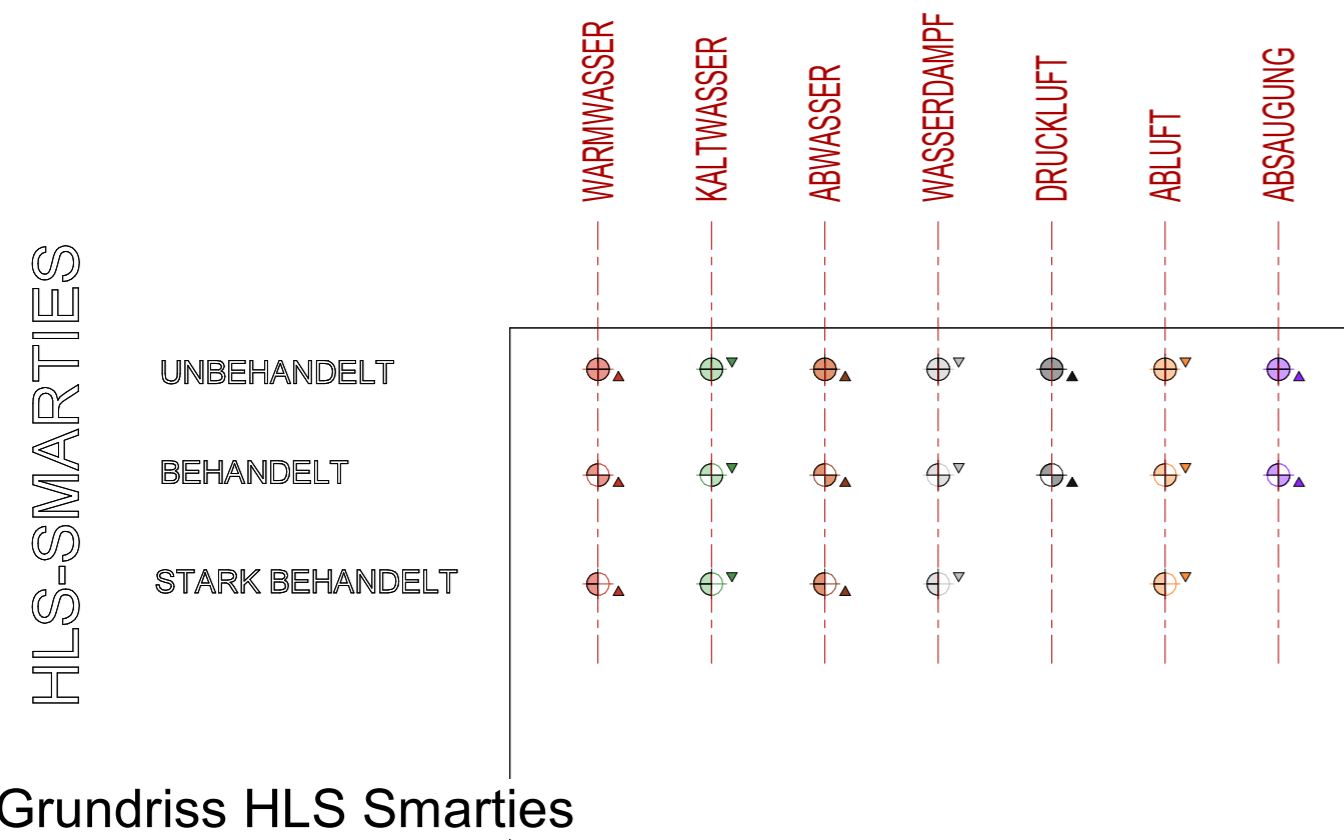 WARMWASSER
KALTWASSER
ABWASSER
WASSERDAMPF
DRUCKLUFT
ABLUFT
ABSAUGUNG
HLS-SMARTIES
UNBEHANDELT
BEHANDELT
STARK BEHANDELT
Grundriss HLS Smarties